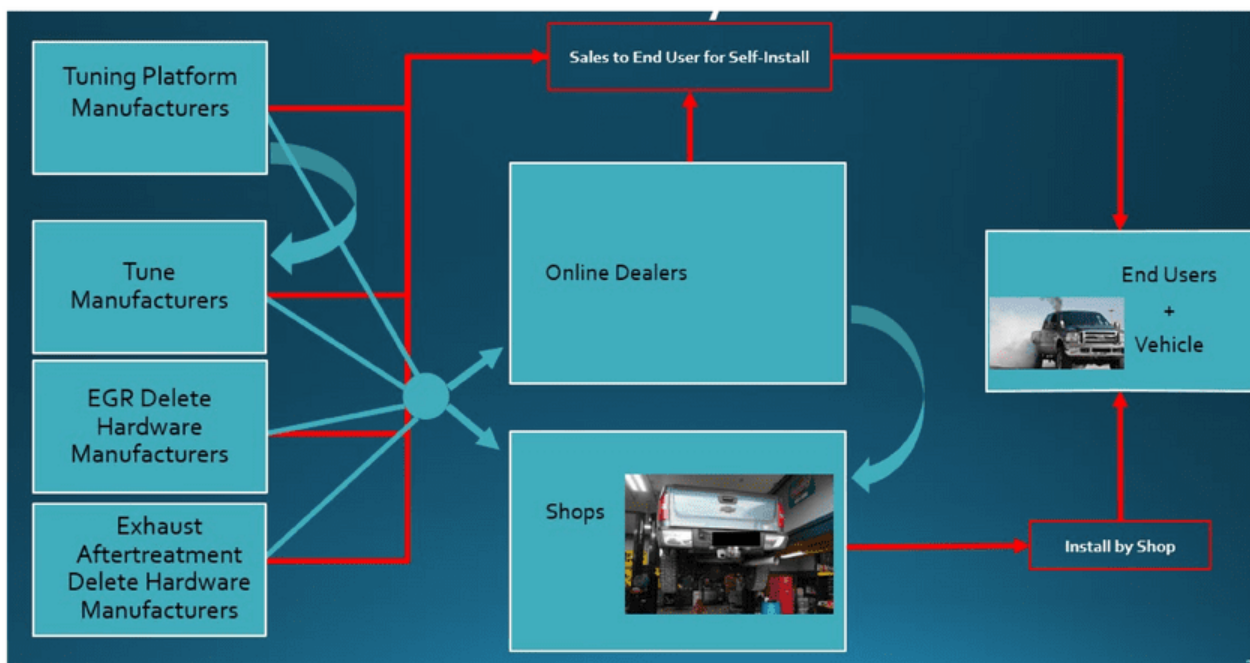 Tuning Platform
Manufacturers
Sales to End User for Self-Install
Tune
Manufacturers
Online Dealers
End Users
+
Vehicle
EGR Delete
Hardware
Manufacturers
Shops
Exhaust
Aftertreatment
Delete Hardware
Manufacturers
Install by Shop